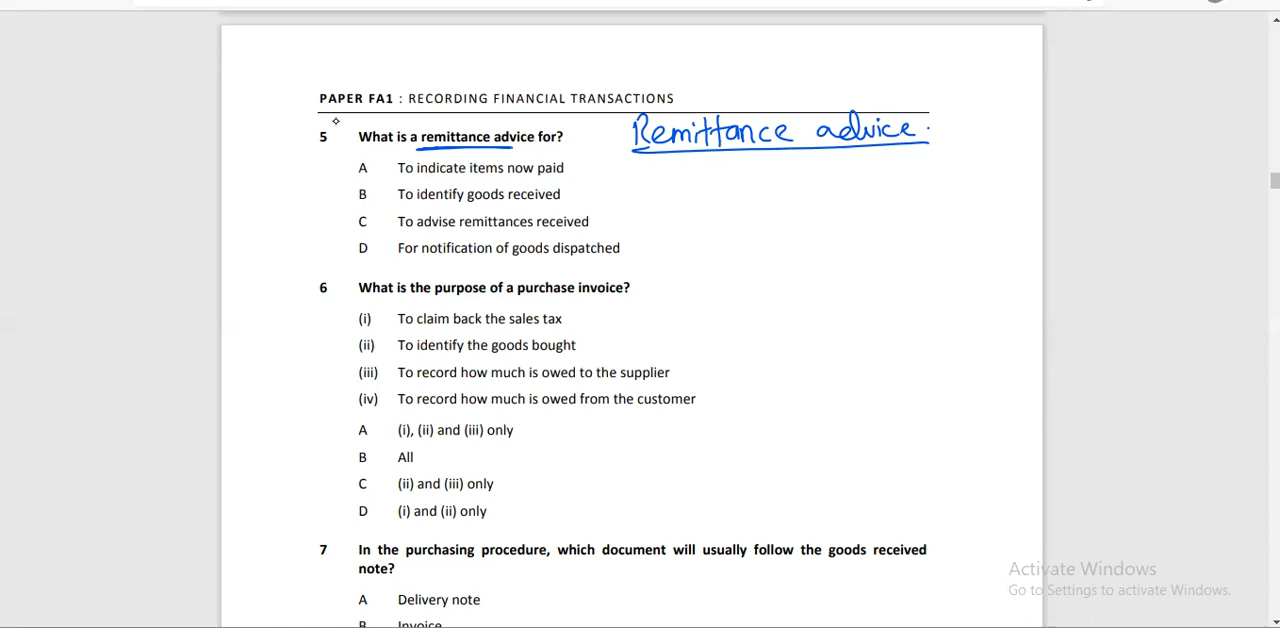 PAPER FA1 : RECORDING FINANCIAL TRANSACTIONS
5 What is a remittance advice for? Remittance advice.
A To indicate items now paid
B To identify goods received
C To advise remittances received
D For notification of goods dispatched
6 What is the purpose of a purchase invoice?
(i) To claim back the sales tax
(ii) To identify the goods bought
(iii) To record how much is owed to the supplier
(iv) To record how much is owed from the customer
A (i), (ii) and (iii) only
B All
C (ii) and (iii) only
D (i) and (ii) only
7 In the purchasing procedure, which document will usually follow the goods received
note?
Activate Windows
Go to Settings to activate Windows.
A Delivery note
B Invoice